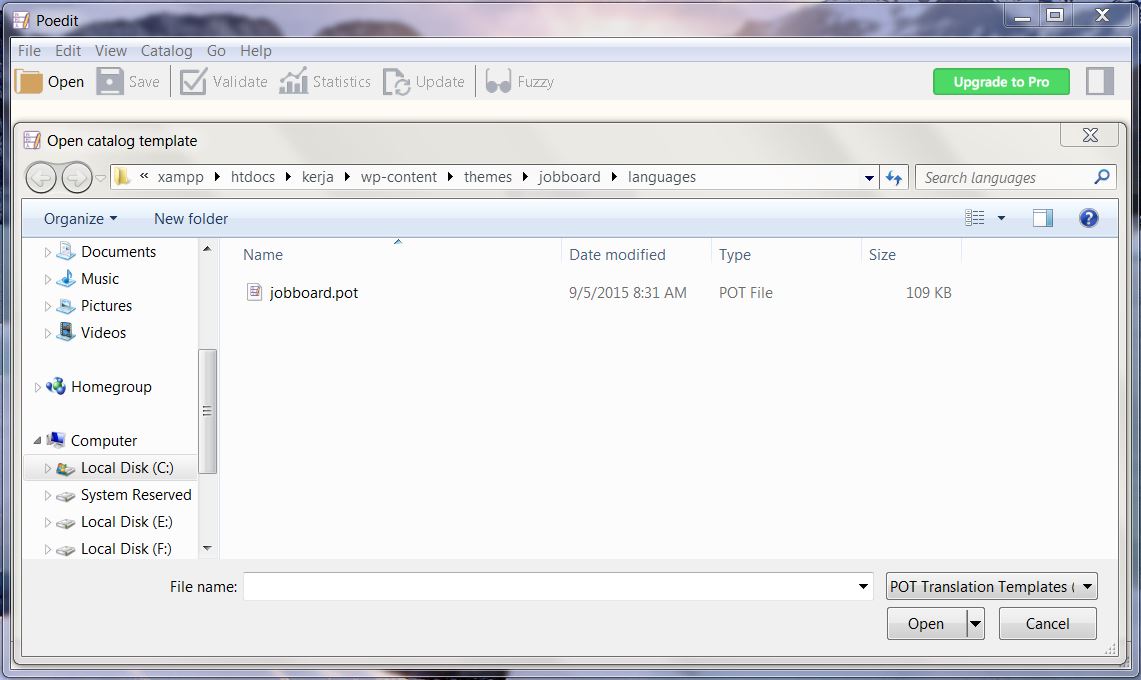 Poedit
File Edit View Catalog Go Help
Open Save Validate Statistics Update Fuzzy Upgrade to Pro
Open catalog template
« xampp htdocs kerja wp-content themes jobboard languages Search languages
Organize New folder
Name Date modified Type Size
Documents
jobboard.pot 9/5/2015 8:31 AM POT File 109 KB
Music
Pictures
Videos
Homegroup
Computer
Local Disk (C:)
System Reserved
Local Disk (E:)
Local Disk (F:)
File name: POT Translation Templates (
Open Cancel